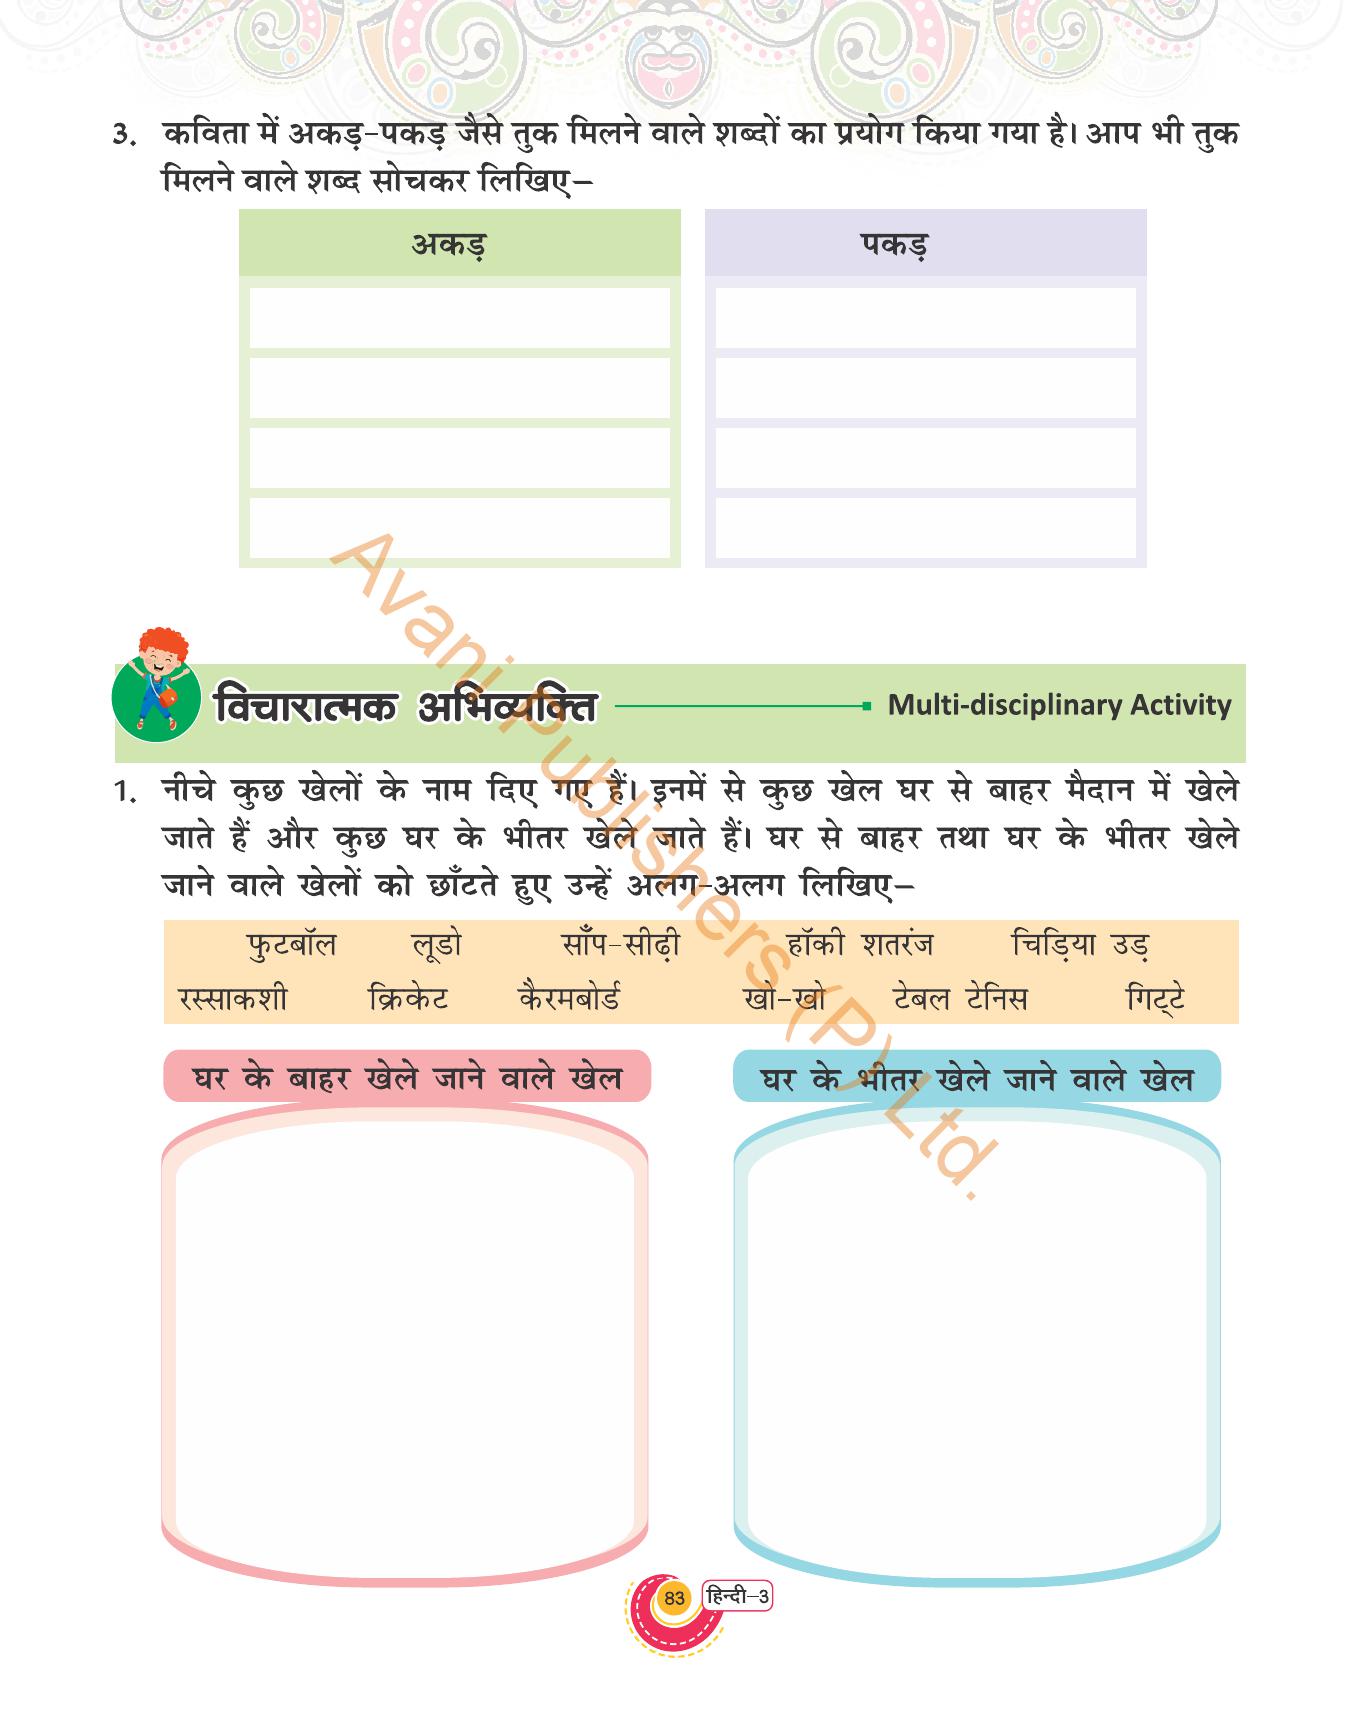 3. कविता में अकड़-पकड़ जैसे तुक मिलने वाले शब्दों का प्रयोग किया गया है। आप भी तुक
मिलने वाले शब्द सोचकर लिखिए–
अकड़ पकड़
विचारात्मक अभिव्यक्ति Multi-disciplinary Activity
1. नीचे कुछ खेलों के नाम दिए गए हैं। इनमें से कुछ खेल घर से बाहर मैदान में खेले
जाते हैं और कुछ घर के भीतर खेले जाते हैं। घर से बाहर तथा घर के भीतर खेले
जाने वाले खेलों को छाँटते हुए उन्हें अलग-अलग लिखिए–
फुटबॉल लूडो साँप-सीढ़ी हॉकी शतरंज चिड़िया उड़
रस्साकशी क्रिकेट कैरमबोर्ड खो-खो टेबल टेनिस गिट्टे
घर के बाहर खेले जाने वाले खेल घर के भीतर खेले जाने वाले खेल
Avani Publishers (P) Ltd.
83 हिन्दी–3